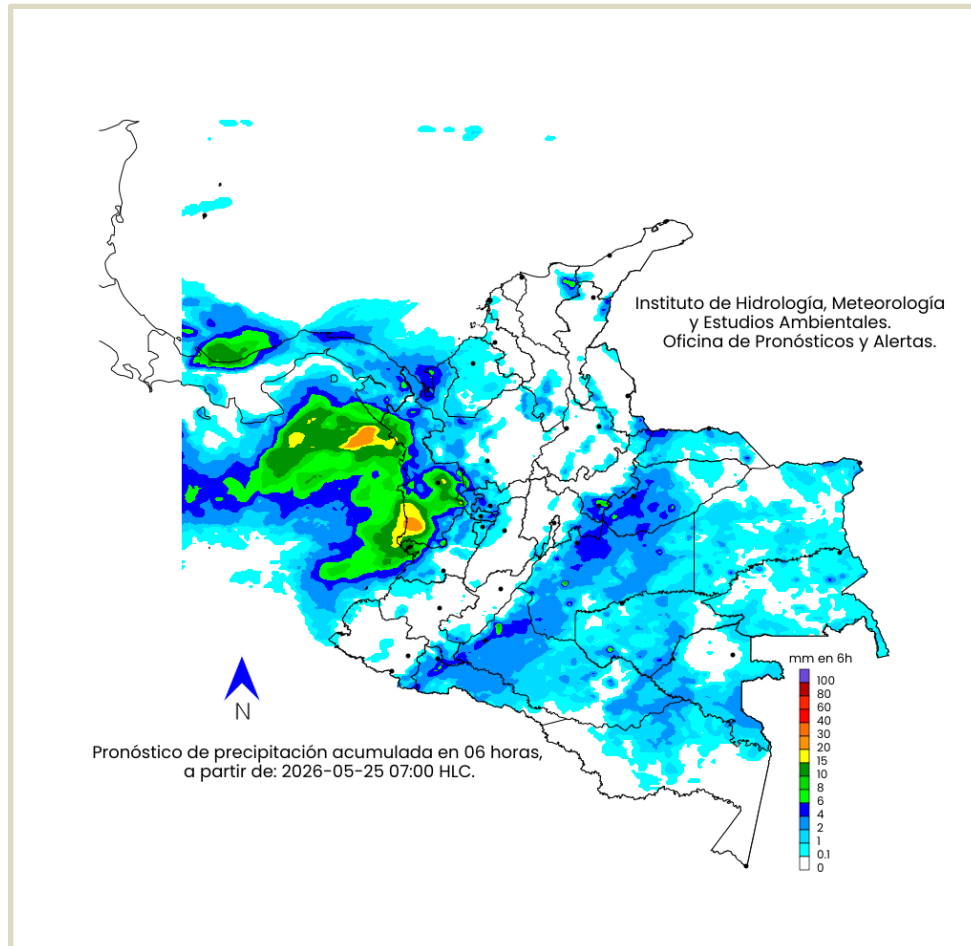 Instituto de Hidrología, Meteorología
y Estudios Ambientales.
Oficina de Pronósticos y Alertas.
N
Pronóstico de precipitación acumulada en 06 horas,
a partir de: 2026-05-25 07:00 HLC.
mm en 6h
100
80
60
40
30
20
15
10
8
6
4
2
1
0.1
0